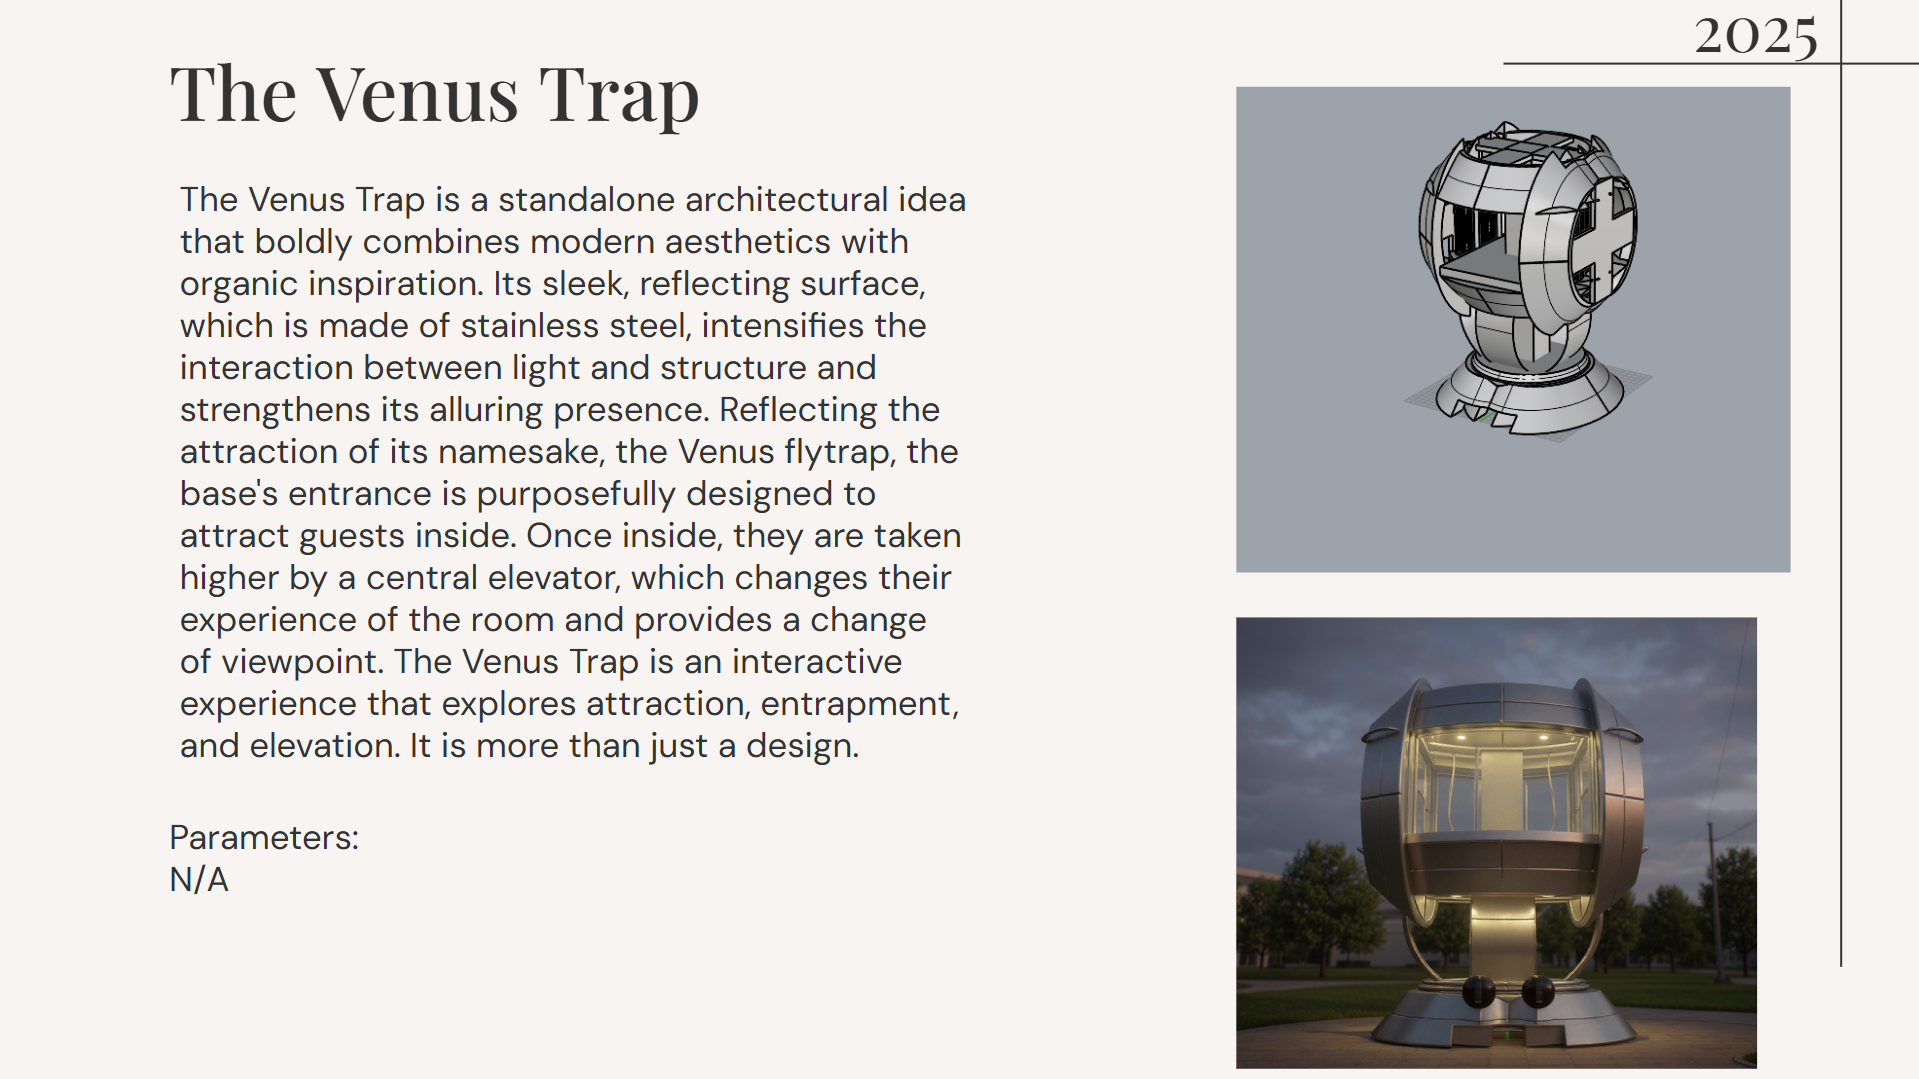 2025
The Venus Trap
The Venus Trap is a standalone architectural idea
that boldly combines modern aesthetics with
organic inspiration. Its sleek, reflecting surface,
which is made of stainless steel, intensifies the
interaction between light and structure and
strengthens its alluring presence. Reflecting the
attraction of its namesake, the Venus flytrap, the
base's entrance is purposefully designed to
attract guests inside. Once inside, they are taken
higher by a central elevator, which changes their
experience of the room and provides a change
of viewpoint. The Venus Trap is an interactive
experience that explores attraction, entrapment,
and elevation. It is more than just a design.
Parameters:
N/A